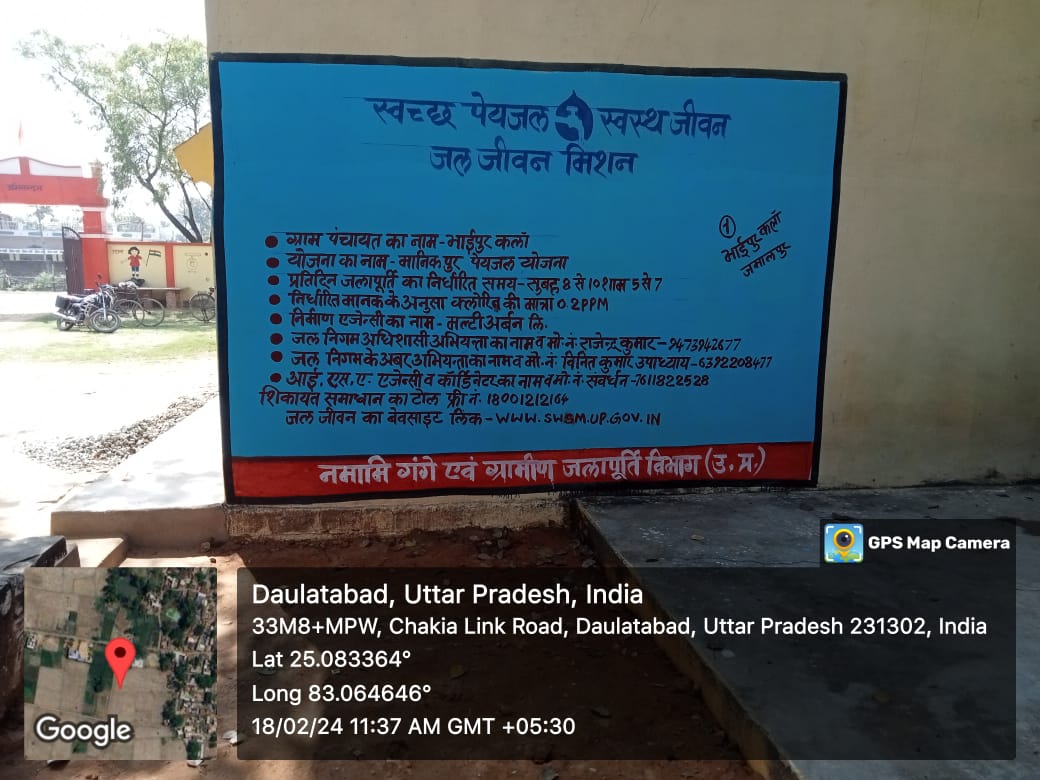 स्वच्छ पेयजल स्वस्थ जीवन
जल जीवन मिशन
१
भाईपुर कलाँ
जमालपुर
ग्राम पंचायत का नाम-भाईपुर कलाँ
योजना का नाम-मानिकपुर पेयजल योजना
प्रतिदिन जलापूर्ति का निर्धारित समय-सुबह 8 से 10 शाम 5 से 7
निर्धारित मानक के अनुसा क्लोरिन की मात्रा 0.2PPM
निर्माण एजेन्सी का नाम - मल्टी अर्बन लि.
जल निगम अधिशासी अभियन्ता का नाम व मो. नं. राजेन्द्र कुमार-9473942677
जल निगम के अबर अभियन्ता का नाम व मो. नं. विनित कुमार उपाध्याय-6392208477
आई. एस. ए. एजेन्सी व कॉर्डिनेटर का नाम व मो. नं. संवर्धन-7611822528
शिकायत समाधान का टोल फ्री नं. 18001212164
जल जीवन का बेवसाइट लिंक-WWW.SWSM.UP.GOV.IN
नमामि गंगे एवं ग्रामीण जलापूर्ति विभाग (उ. प्र.)
GPS Map Camera
Daulatabad, Uttar Pradesh, India
33M8+MPW, Chakia Link Road, Daulatabad, Uttar Pradesh 231302, India
Lat 25.083364°
Long 83.064646°
18/02/24 11:37 AM GMT +05:30
Google